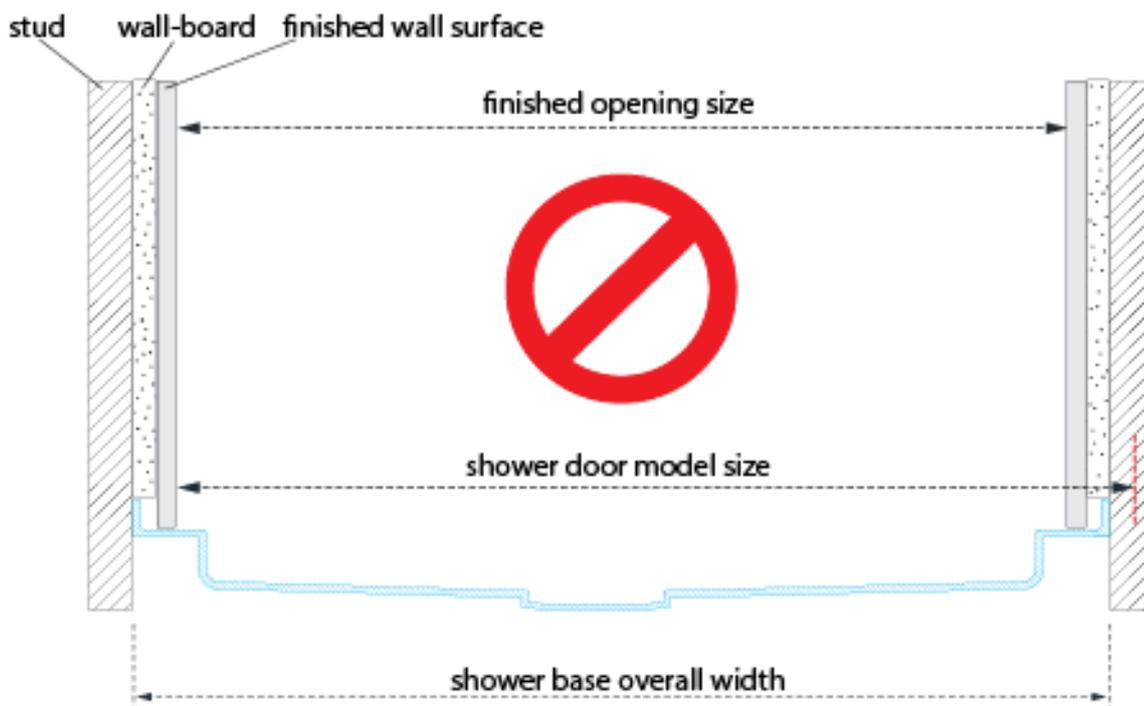 stud wall-board finished wall surface
finished opening size
shower door model size
shower base overall width